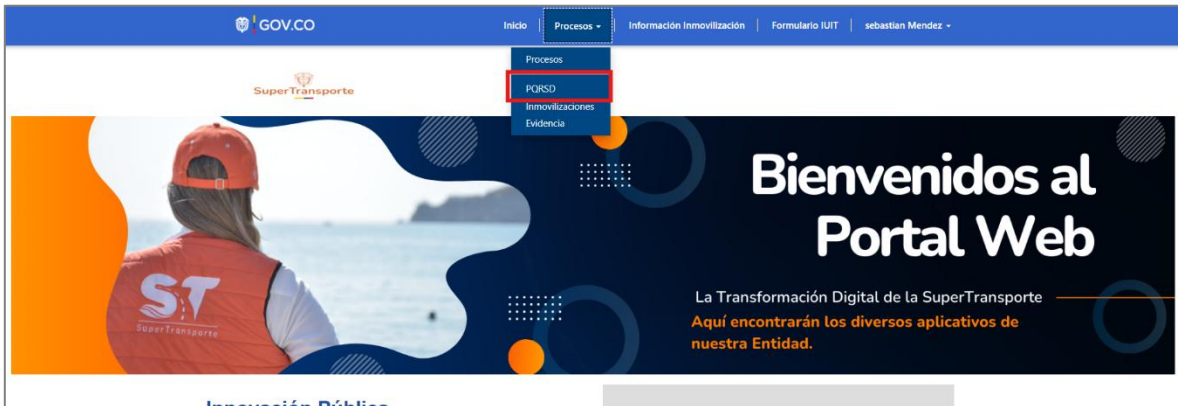 GOV.CO
Inicio
Procesos
Información Inmovilización
Formulario IUIT
sebastian Mendez
Procesos
PQRSD
Inmovilizaciones
Evidencia
SuperTransporte
Bienvenidos al
Portal Web
La Transformación Digital de la SuperTransporte
Aquí encontrarán los diversos aplicativos de
nuestra Entidad.
ST
SuperTransporte
Innovación Pública